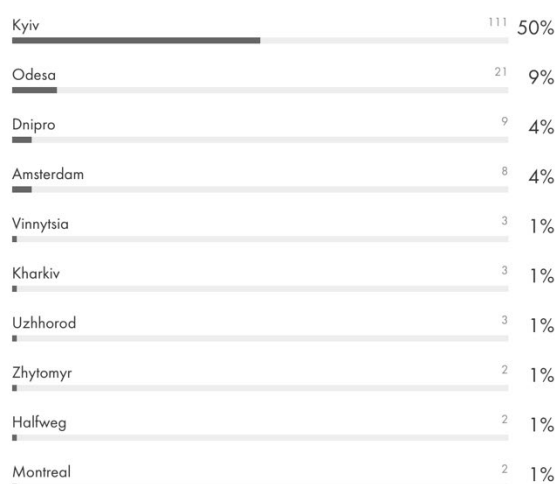 Kyiv 111 50%
Odesa 21 9%
Dnipro 9 4%
Amsterdam 8 4%
Vinnytsia 3 1%
Kharkiv 3 1%
Uzhhorod 3 1%
Zhytomyr 2 1%
Halfweg 2 1%
Montreal 2 1%